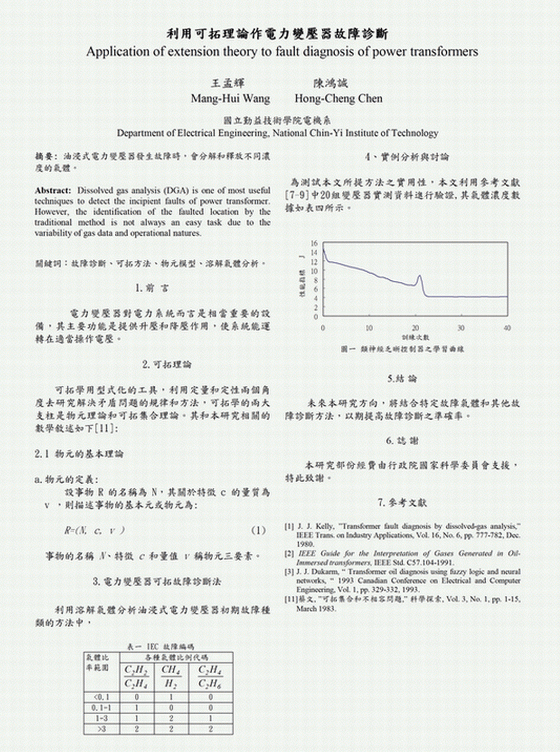 利用可拓理論作電力變壓器故障診斷
Application of extension theory to fault diagnosis of power transformers
王孟輝 陳鴻誠
Mang-Hui Wang Hong-Cheng Chen
國立勤益技術學院電機系
Department of Electrical Engineering, National Chin-Yi Institute of Technology
摘要: 油浸式電力變壓器發生故障時，會分解和釋放不同濃
度的氣體。
Abstract: Dissolved gas analysis (DGA) is one of most useful
techniques to detect the incipient faults of power transformer.
However, the identification of the faulted location by the
traditional method is not always an easy task due to the
variability of gas data and operational natures.
關鍵詞：故障診斷、可拓方法、物元模型、溶解氣體分析。
1.前 言
電力變壓器對電力系統而言是相當重要的設
備，其主要功能是提供升壓和降壓作用，使系統能運
轉在適當操作電壓。
2.可拓理論
可拓學用型式化的工具，利用定量和定性兩個角
度去研究解決矛盾問題的規律和方法，可拓學的兩大
支柱是物元理論和可拓集合理論。其和本研究相關的
數學敘述如下[11]:
2.1 物元的基本理論
a.物元的定義:
設事物 R 的名稱為 N，其關於特徵 c 的量質為
v ，則描述事物的基本元或物元為:
R=(N, c, v ) (1)
事物的名稱 N、特徵 c 和量值 v 稱物元三要素。
3.電力變壓器可拓故障診斷法
利用溶解氣體分析油浸式電力變壓器初期故障種
類的方法中，
表一 IEC 故障編碼
氣體比 各種氣體比例代碼
率範圍 C2H2/C2H4 CH4/H2 C2H4/C2H6
<0.1 0 1 0
0.1-1 1 0 0
1-3 1 2 1
>3 2 2 2
4、實例分析與討論
為測試本文所提方法之實用性，本文利用參考文獻
[7-9]中20組變壓器實測資料進行驗證,其氣體濃度數
據如表四所示。
性能指標 J
16
14
12
10
8
6
4
2
0
0 10 20 30 40
訓練次數
圖一 類神經毛蚶控制器之學習曲線
5.結論
未來本研究方向，將結合特定故障氣體和其他故
障診斷方法，以期提高故障診斷之準確率。
6.誌謝
本研究部份經費由行政院國家科學委員會支援，
特此致謝。
7.參考文獻
[1] J. J. Kelly, "Transformer fault diagnosis by dissolved-gas analysis,"
IEEE Trans. on Industry Applications, Vol. 16, No. 6, pp. 777-782, Dec.
1980.
[2] IEEE Guide for the Interpretation of Gases Generated in Oil-
Immersed transformers, IEEE Std. C57.104-1991.
[3] J. J. Dukarm, " Transformer oil diagnosis using fuzzy logic and neural
networks, " 1993 Canadian Conference on Electrical and Computer
Engineering, Vol. 1, pp. 329-332, 1993.
[11]蔡文, "可拓集合和不相容問題," 科學探索, Vol. 3, No. 1, pp. 1-15,
March 1983.